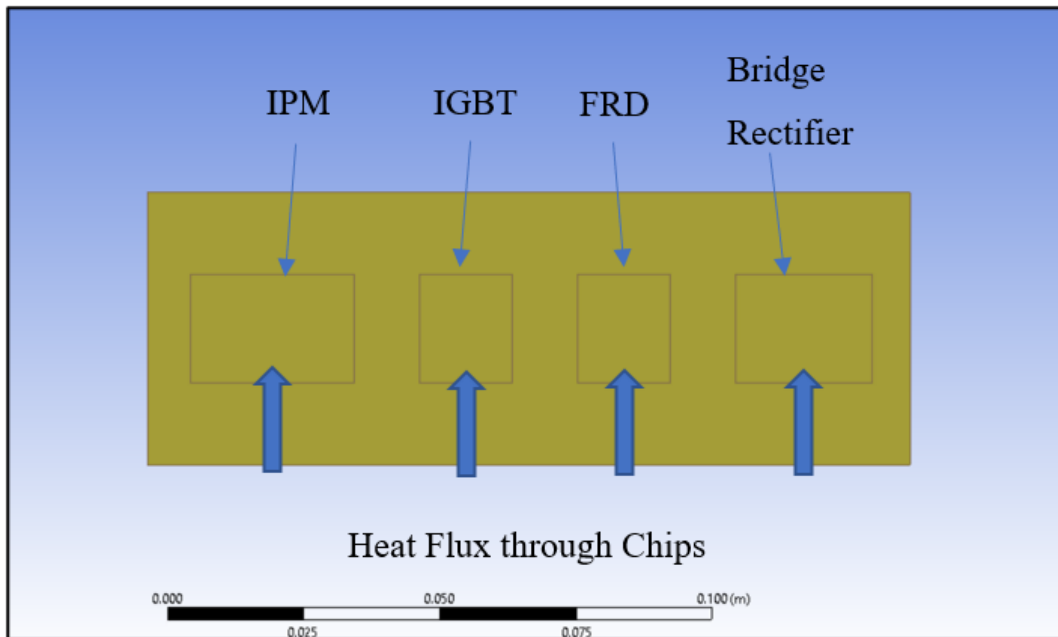 IPM
IGBT
FRD
Bridge
Rectifier
Heat Flux through Chips
0.000
0.050
0.100 (m)
0.025
0.075